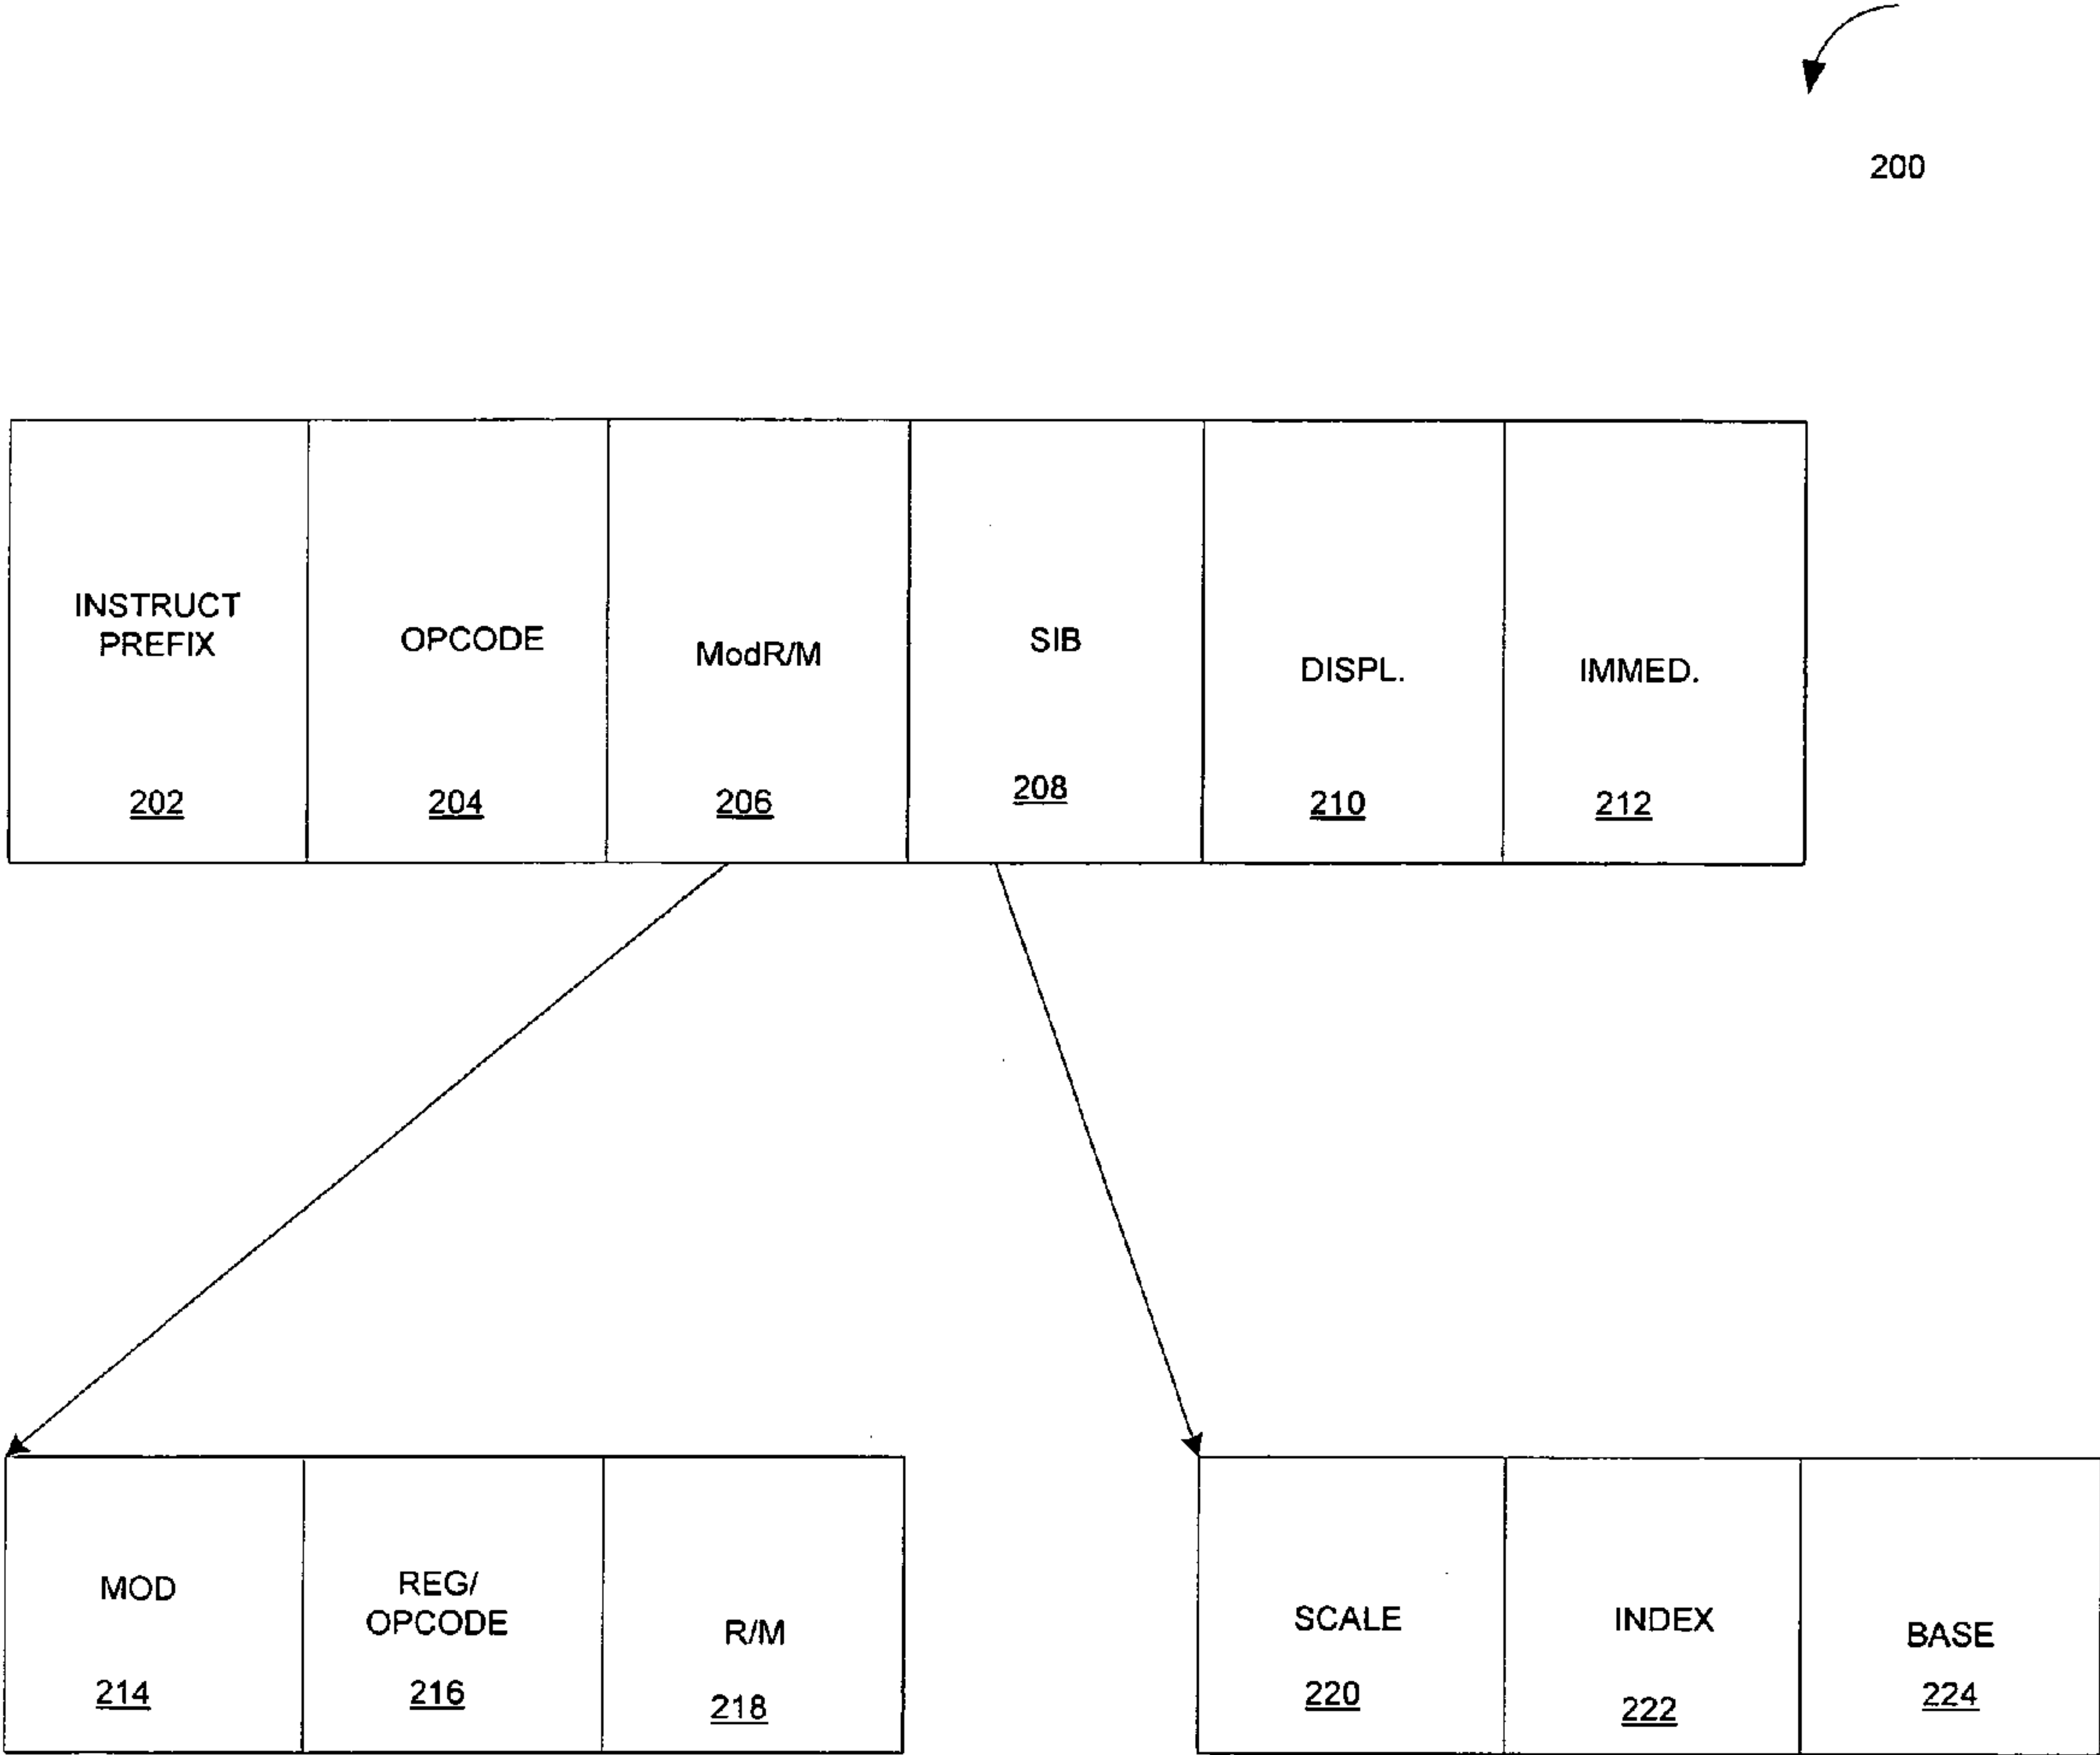 200
INSTRUCT
PREFIX
202
OPCODE
204
ModR/M
206
SIB
208
DISPL.
210
IMMED.
212
MOD
214
REG/
OPCODE
216
R/M
218
SCALE
220
INDEX
222
BASE
224